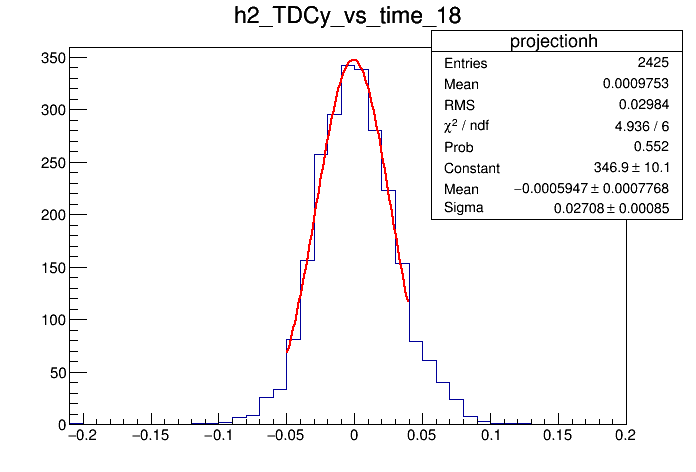 h2_TDCy_vs_time_18
projectionh
Entries 2425
Mean 0.0009753
RMS 0.02984
χ² / ndf 4.936 / 6
Prob 0.552
Constant 346.9 ± 10.1
Mean −0.0005947 ± 0.0007768
Sigma 0.02708 ± 0.00085
350
300
250
200
150
100
50
0
−0.2 −0.15 −0.1 −0.05 0 0.05 0.1 0.15 0.2